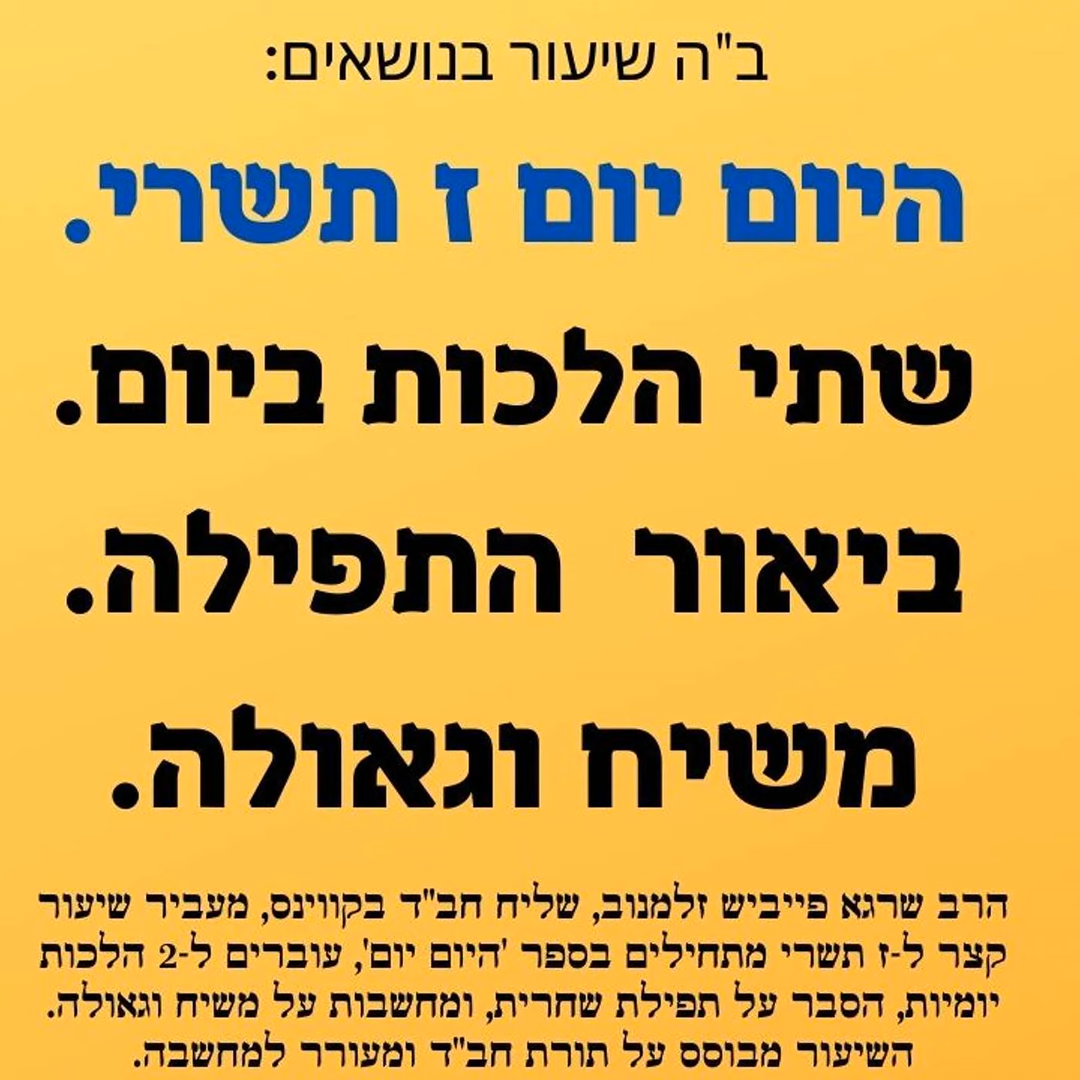 ב"ה שיעור בנושאים:
היום יום ז תשרי.
שתי הלכות ביום.
ביאור התפילה.
משיח וגאולה.
הרב שרגא פייביש זלמנוב, שליח חב"ד בקווינס, מעביר שיעור
קצר ל-ז תשרי מתחילים בספר 'היום יום', עוברים ל-2 הלכות
יומיות, הסבר על תפילת שחרית, ומחשבות על משיח וגאולה.
השיעור מבוסס על תורת חב"ד ומעורר למחשבה.